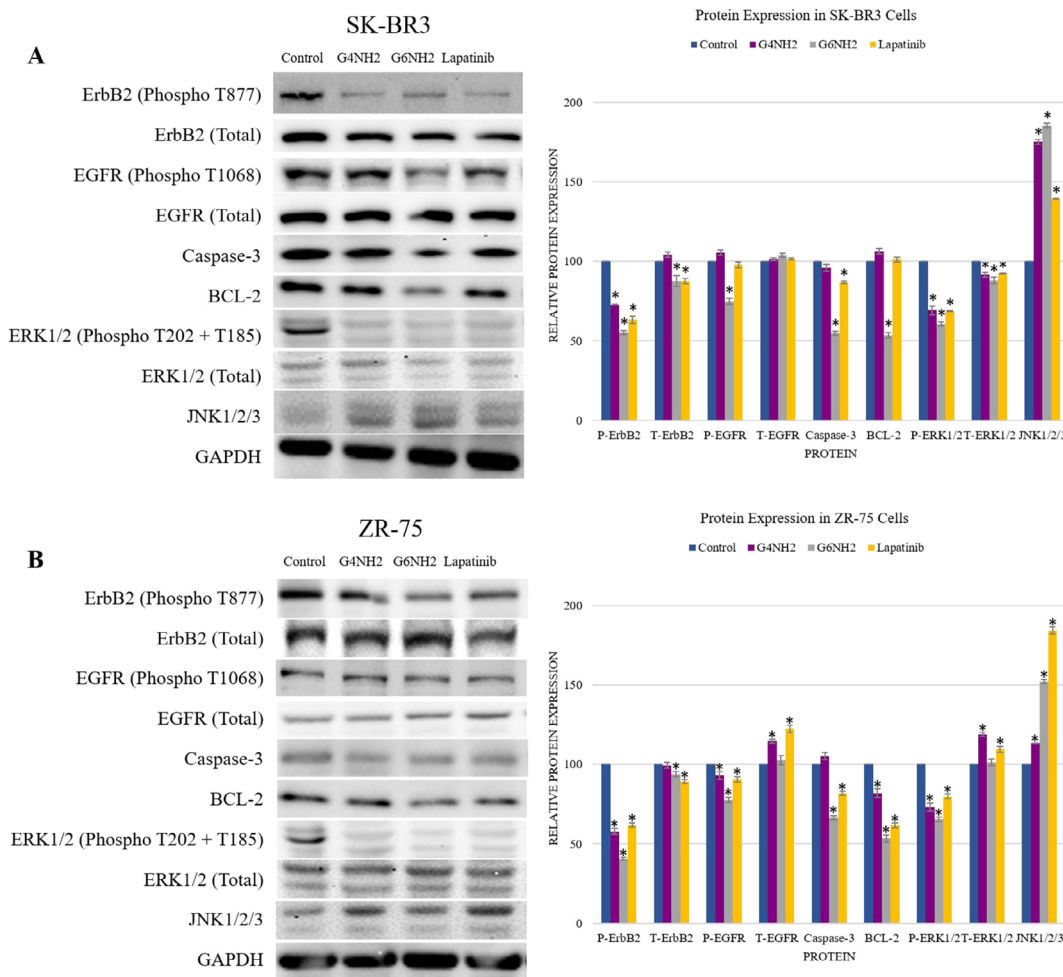 SK-BR3
A
Control G4NH2 G6NH2 Lapatinib
ErbB2 (Phospho T877)
ErbB2 (Total)
EGFR (Phospho T1068)
EGFR (Total)
Caspase-3
BCL-2
ERK1/2 (Phospho T202 + T185)
ERK1/2 (Total)
JNK1/2/3
GAPDH
Protein Expression in SK-BR3 Cells
Control G4NH2 G6NH2 Lapatinib
RELATIVE PROTEIN EXPRESSION
200
150
100
50
0
* * * * * * * * * * * * * * * * * *
P-ErbB2 T-ErbB2 P-EGFR T-EGFR Caspase-3 BCL-2 P-ERK1/2 T-ERK1/2 JNK1/2/3
PROTEIN
ZR-75
B
Control G4NH2 G6NH2 Lapatinib
ErbB2 (Phospho T877)
ErbB2 (Total)
EGFR (Phospho T1068)
EGFR (Total)
Caspase-3
BCL-2
ERK1/2 (Phospho T202 + T185)
ERK1/2 (Total)
JNK1/2/3
GAPDH
Protein Expression in ZR-75 Cells
Control G4NH2 G6NH2 Lapatinib
RELATIVE PROTEIN EXPRESSION
200
150
100
50
0
* * * * * * * * * * * * * * * * * * * * * * *
P-ErbB2 T-ErbB2 P-EGFR T-EGFR Caspase-3 BCL-2 P-ERK1/2 T-ERK1/2 JNK1/2/3
PROTEIN